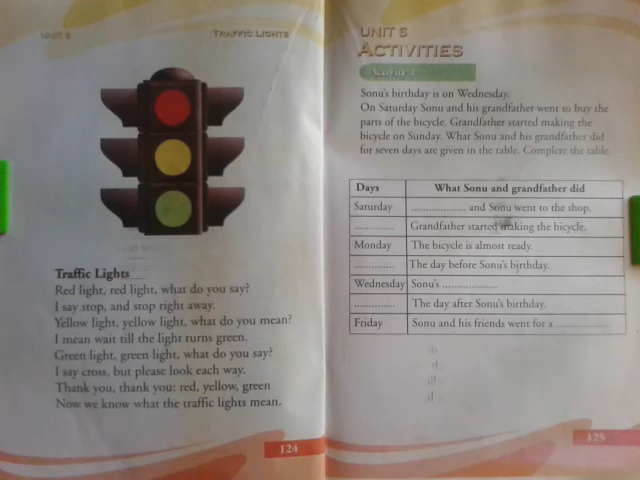 UNIT 6
TRAFFIC LIGHTS
Traffic Lights
Red light, red light, what do you say?
I say stop, and stop right away.
Yellow light, yellow light, what do you mean?
I mean wait till the light turns green.
Green light, green light, what do you say?
I say cross, but please look each way.
Thank you, thank you: red, yellow, green
Now we know what the traffic lights mean.
124
UNIT 6
ACTIVITIES
Activity 1
Sonu's birthday is on Wednesday.
On Saturday Sonu and his grandfather went to buy the
parts of the bicycle. Grandfather started making the
bicycle on Sunday. What Sonu and his grandfather did
for seven days are given in the table. Complete the table.
Days What Sonu and grandfather did
Saturday .................. and Sonu went to the shop.
............. Grandfather started making the bicycle.
Monday The bicycle is almost ready.
............. The day before Sonu's birthday.
Wednesday Sonu's ..................
............. The day after Sonu's birthday.
Friday Sonu and his friends went for a ......................
125